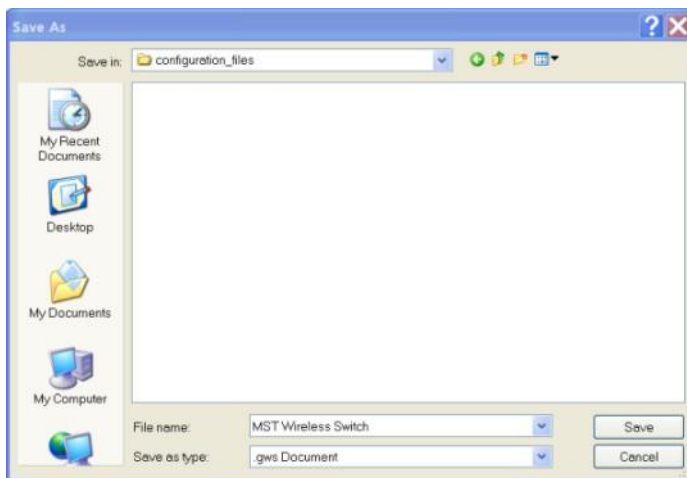 Save As
Save in:
configuration_files
My Recent
Documents
Desktop
My Documents
My Computer
File name:
MST Wireless Switch
Save
Save as type:
.gws Document
Cancel